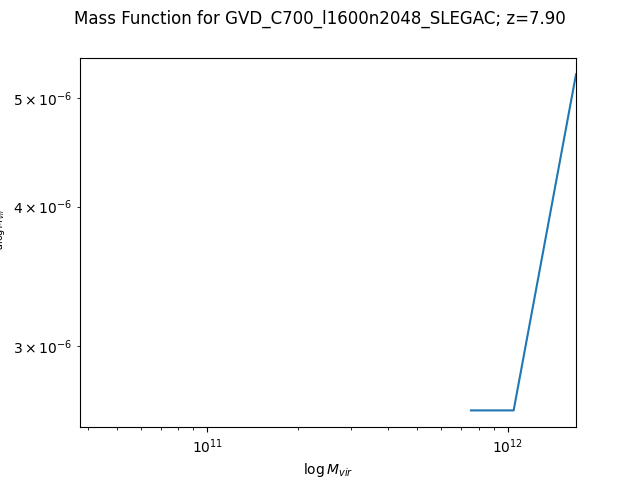 Mass Function for GVD_C700_l1600n2048_SLEGAC; z=7.90
5 × 10⁻⁶
4 × 10⁻⁶
3 × 10⁻⁶
10¹¹
10¹²
log M_vir